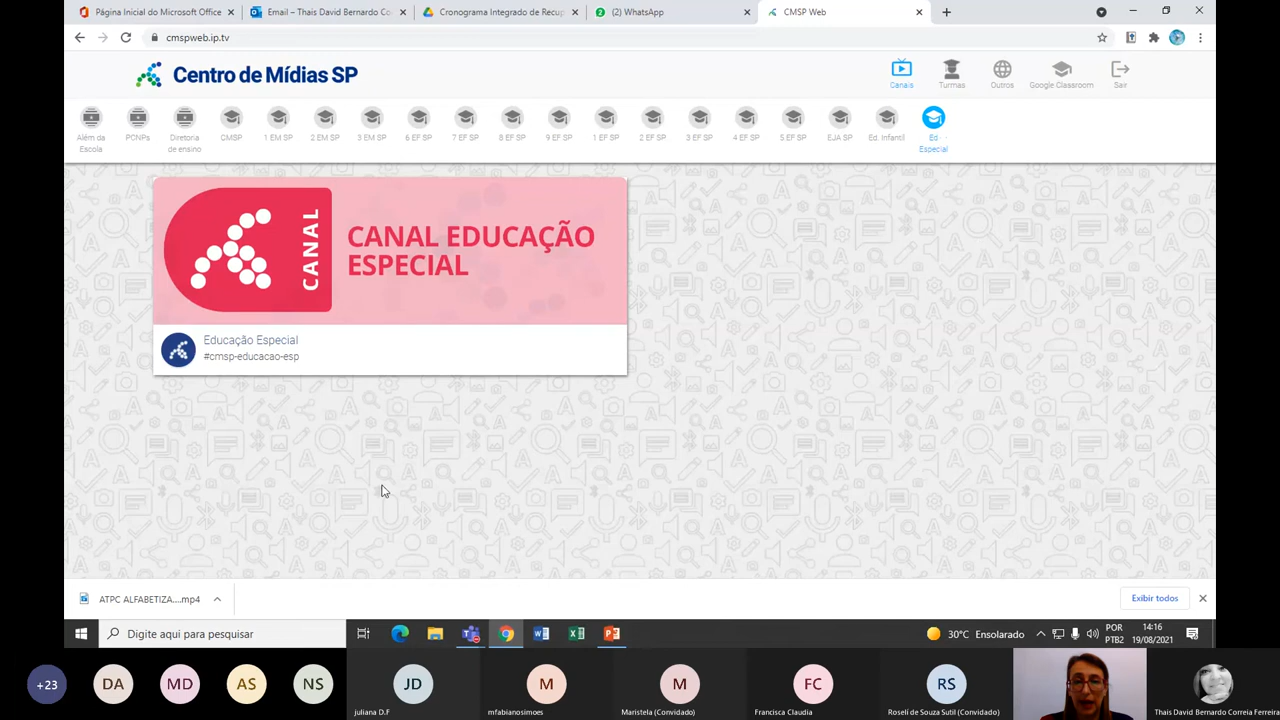 Página Inicial do Microsoft Office
Email – Thais David Bernardo Co
Cronograma Integrado de Recup
(2) WhatsApp
CMSP Web
cmspweb.ip.tv
Centro de Mídias SP
Canais
Turmas
Outros
Google Classroom
Sair
Além da
Escola
PCNPs
Diretoria
de ensino
CMSP
1 EM SP
2 EM SP
3 EM SP
6 EF SP
7 EF SP
8 EF SP
9 EF SP
1 EF SP
2 EF SP
3 EF SP
4 EF SP
5 EF SP
EJA SP
Ed. Infantil
Ed.
Especial
CANAL
CANAL EDUCAÇÃO
ESPECIAL
Educação Especial
#cmsp-educacao-esp
ATPC ALFABETIZA....mp4
Exibir todos
Digite aqui para pesquisar
30°C Ensolarado
POR
PTB2
14:16
19/08/2021
+23
DA
MD
AS
NS
JD
juliana D.F
M
mfabianosimoes
M
Maristela (Convidado)
FC
Francisca Claudia
RS
Roseli de Souza Sutil (Convidado)
Thais David Bernardo Correia Ferreira